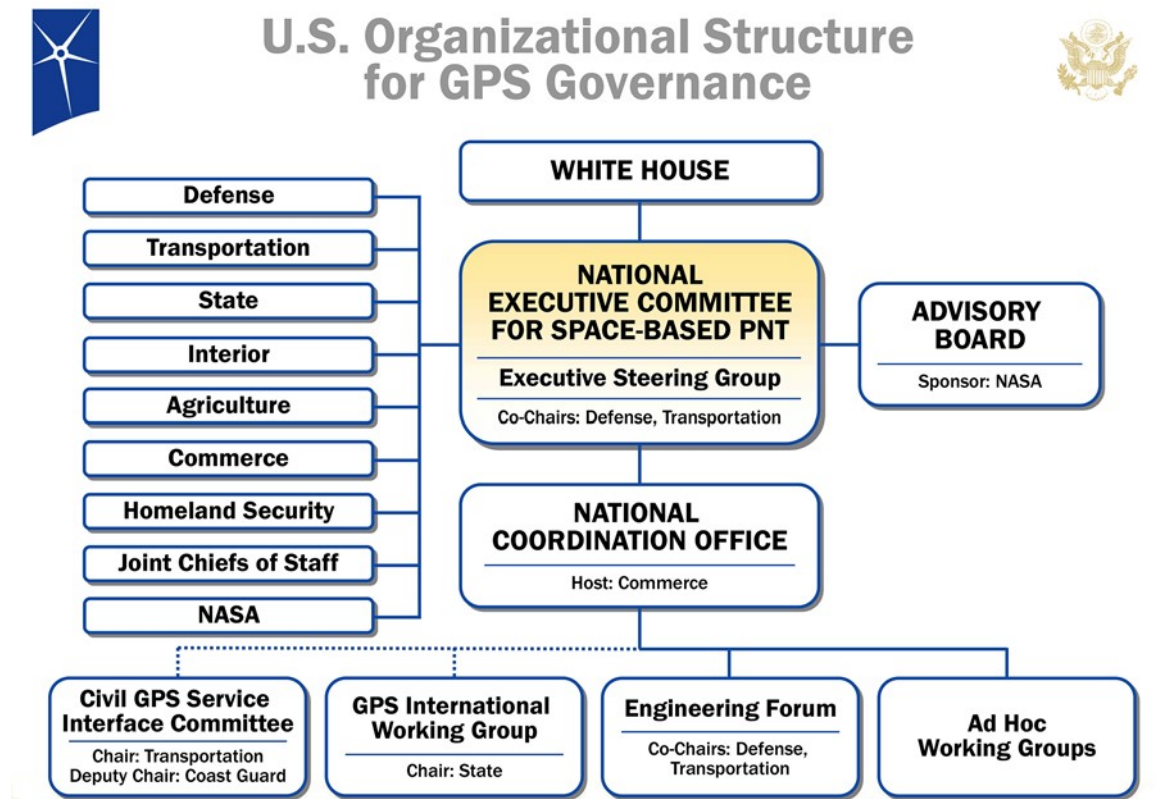 U.S. Organizational Structure
for GPS Governance
WHITE HOUSE
Defense
Transportation
State
Interior
Agriculture
Commerce
Homeland Security
Joint Chiefs of Staff
NASA
NATIONAL
EXECUTIVE COMMITTEE
FOR SPACE-BASED PNT
Executive Steering Group
Co-Chairs: Defense, Transportation
ADVISORY
BOARD
Sponsor: NASA
NATIONAL
COORDINATION OFFICE
Host: Commerce
Civil GPS Service
Interface Committee
Chair: Transportation
Deputy Chair: Coast Guard
GPS International
Working Group
Chair: State
Engineering Forum
Co-Chairs: Defense,
Transportation
Ad Hoc
Working Groups